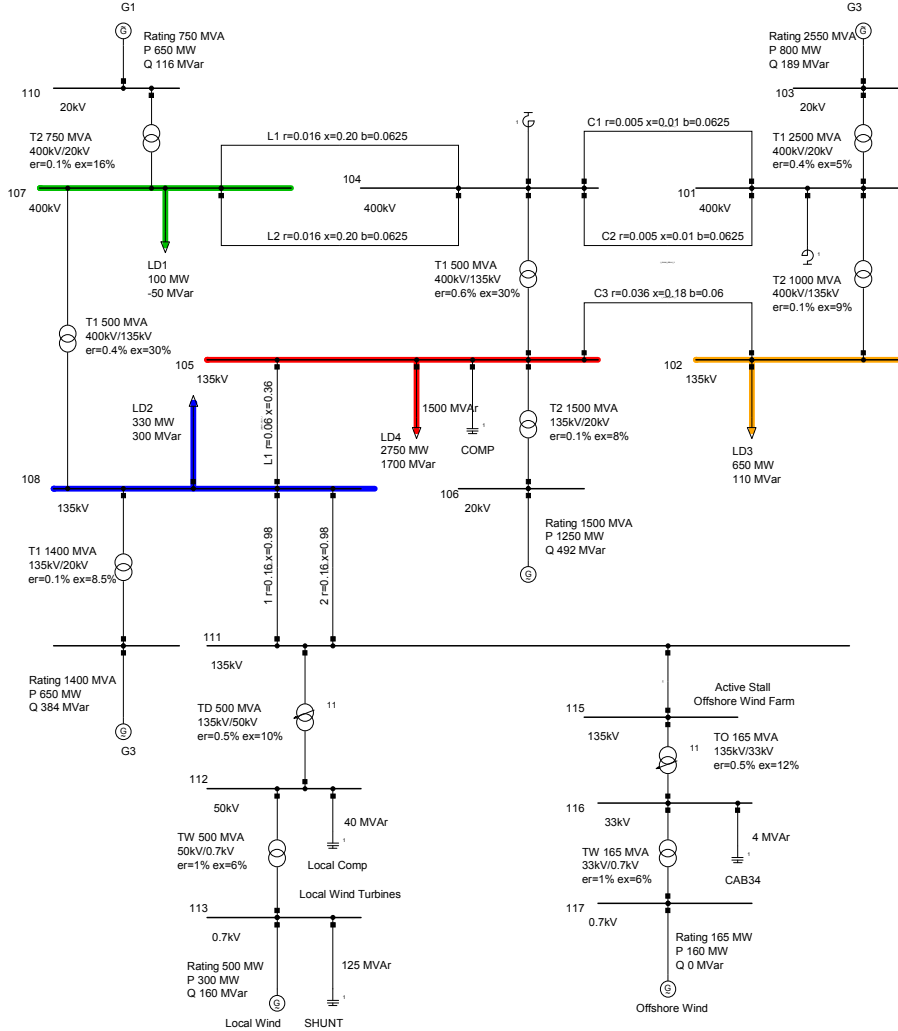 G1
G3
Rating 750 MVA
P 650 MW
Q 116 MVar
Rating 2550 MVA
P 800 MW
Q 189 MVar
110
20kV
103
20kV
T2 750 MVA
400kV/20kV
er=0.1% ex=16%
L1 r=0.016 x=0.20 b=0.0625
1
C1 r=0.005 x=0.01 b=0.0625
T1 2500 MVA
400kV/20kV
er=0.4% ex=5%
107
400kV
104
400kV
101
400kV
L2 r=0.016 x=0.20 b=0.0625
C2 r=0.005 x=0.01 b=0.0625
1
LD1
100 MW
-50 MVar
T1 500 MVA
400kV/135kV
er=0.6% ex=30%
T2 1000 MVA
400kV/135kV
er=0.1% ex=9%
C3 r=0.036 x=0.18 b=0.06
T1 500 MVA
400kV/135kV
er=0.4% ex=30%
105
135kV
102
135kV
LD2
330 MW
300 MVar
L1 r=0.06 x=0.36
1500 MVAr
LD4
2750 MW
1700 MVar
1
COMP
T2 1500 MVA
135kV/20kV
er=0.1% ex=8%
LD3
650 MW
110 MVar
108
135kV
106
20kV
T1 1400 MVA
135kV/20kV
er=0.1% ex=8.5%
1 r=0.16 x=0.98
2 r=0.16 x=0.98
Rating 1500 MVA
P 1250 MW
Q 492 MVar
111
135kV
Rating 1400 MVA
P 650 MW
Q 384 MVar
G3
TD 500 MVA
135kV/50kV
er=0.5% ex=10%
11
1
Active Stall
Offshore Wind Farm
115
135kV
TO 165 MVA
135kV/33kV
er=0.5% ex=12%
11
112
50kV
116
33kV
TW 500 MVA
50kV/0.7kV
er=1% ex=6%
40 MVAr
1
Local Comp
TW 165 MVA
33kV/0.7kV
er=1% ex=6%
4 MVAr
1
CAB34
Local Wind Turbines
113
0.7kV
117
0.7kV
Rating 500 MW
P 300 MW
Q 160 MVar
125 MVAr
1
Local Wind
SHUNT
Rating 165 MW
P 160 MW
Q 0 MVar
Offshore Wind